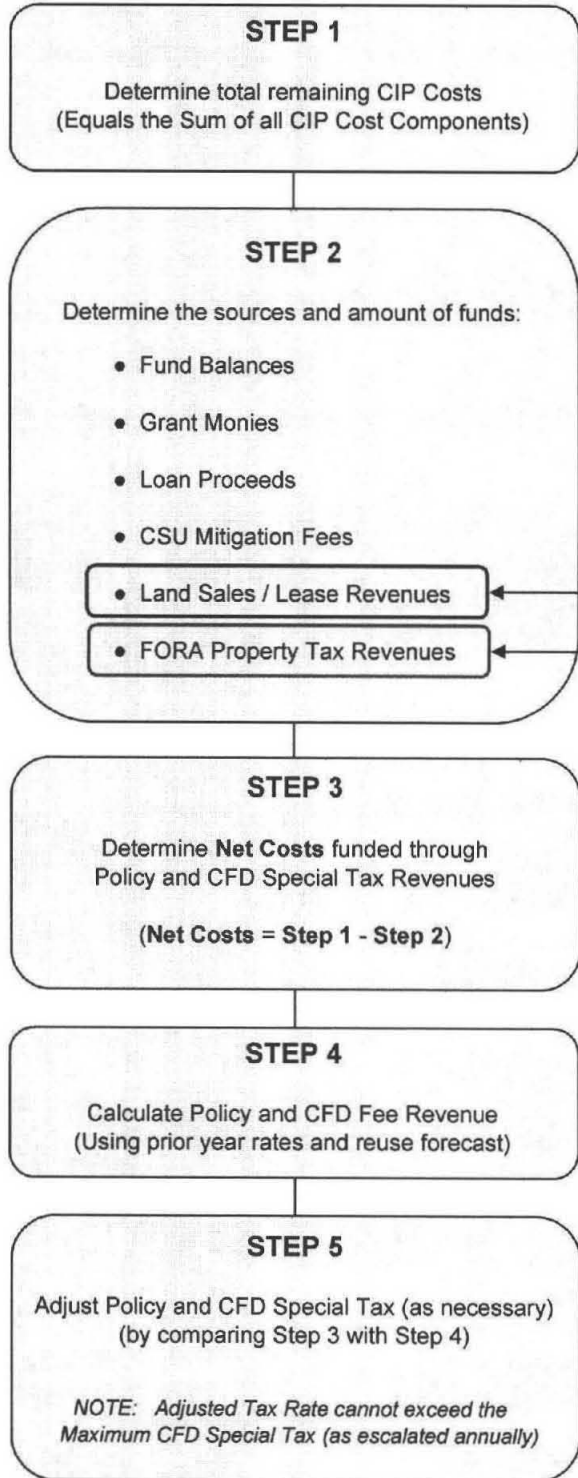 STEP 1
Determine total remaining CIP Costs
(Equals the Sum of all CIP Cost Components)
STEP 2
Determine the sources and amount of funds:
• Fund Balances
• Grant Monies
• Loan Proceeds
• CSU Mitigation Fees
• Land Sales / Lease Revenues
• FORA Property Tax Revenues
STEP 3
Determine Net Costs funded through
Policy and CFD Special Tax Revenues
(Net Costs = Step 1 - Step 2)
STEP 4
Calculate Policy and CFD Fee Revenue
(Using prior year rates and reuse forecast)
STEP 5
Adjust Policy and CFD Special Tax (as necessary)
(by comparing Step 3 with Step 4)
NOTE: Adjusted Tax Rate cannot exceed the
Maximum CFD Special Tax (as escalated annually)